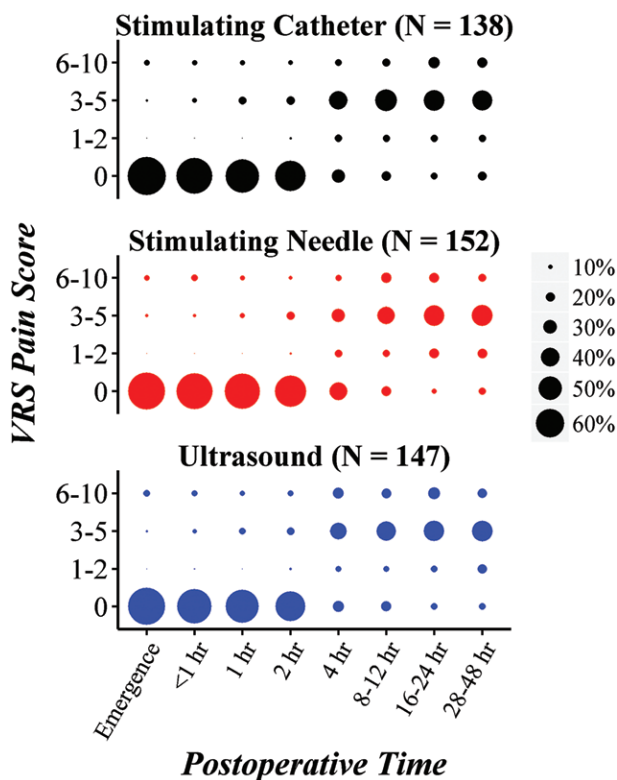 Stimulating Catheter (N = 138)
6-10
3-5
1-2
0
Stimulating Needle (N = 152)
6-10
3-5
1-2
0
Ultrasound (N = 147)
6-10
3-5
1-2
0
VRS Pain Score
Emergence
<1 hr
1 hr
2 hr
4 hr
8-12 hr
16-24 hr
28-48 hr
Postoperative Time
10%
20%
30%
40%
50%
60%